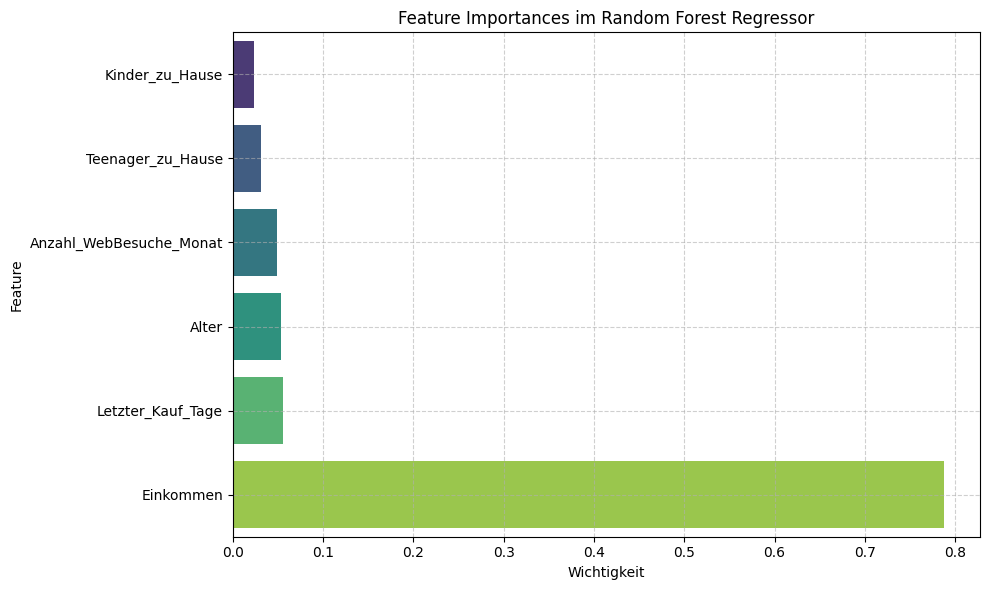 Feature Importances im Random Forest Regressor
Feature
Kinder_zu_Hause
Teenager_zu_Hause
Anzahl_WebBesuche_Monat
Alter
Letzter_Kauf_Tage
Einkommen
0.0 0.1 0.2 0.3 0.4 0.5 0.6 0.7 0.8
Wichtigkeit